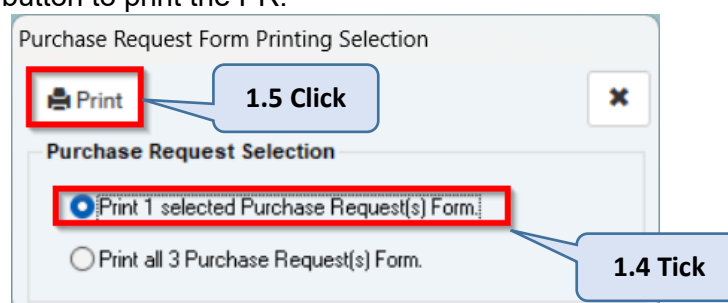 button to print the PR.
Purchase Request Form Printing Selection
Print
1.5 Click
Purchase Request Selection
Print 1 selected Purchase Request(s) Form.
Print all 3 Purchase Request(s) Form.
1.4 Tick